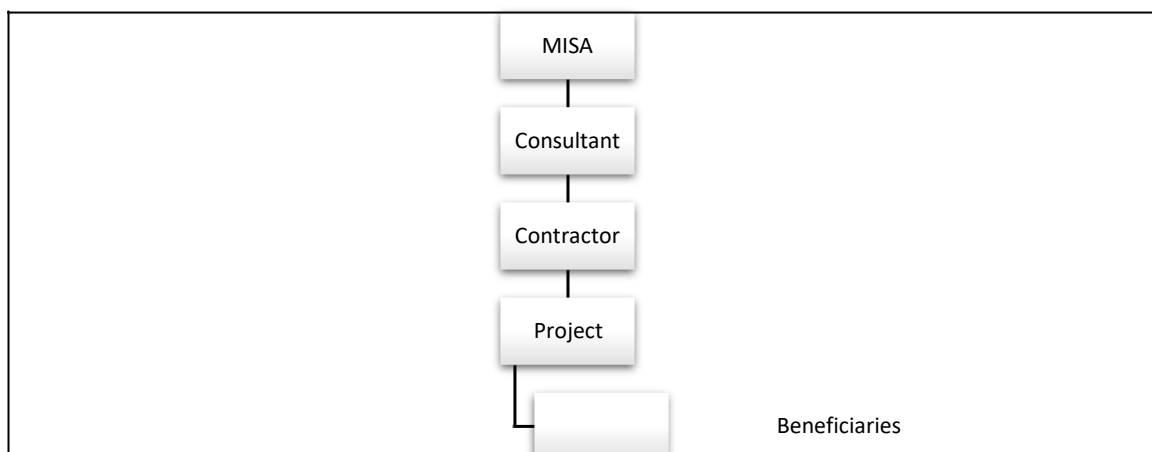 MISA
Consultant
Contractor
Project
Beneficiaries